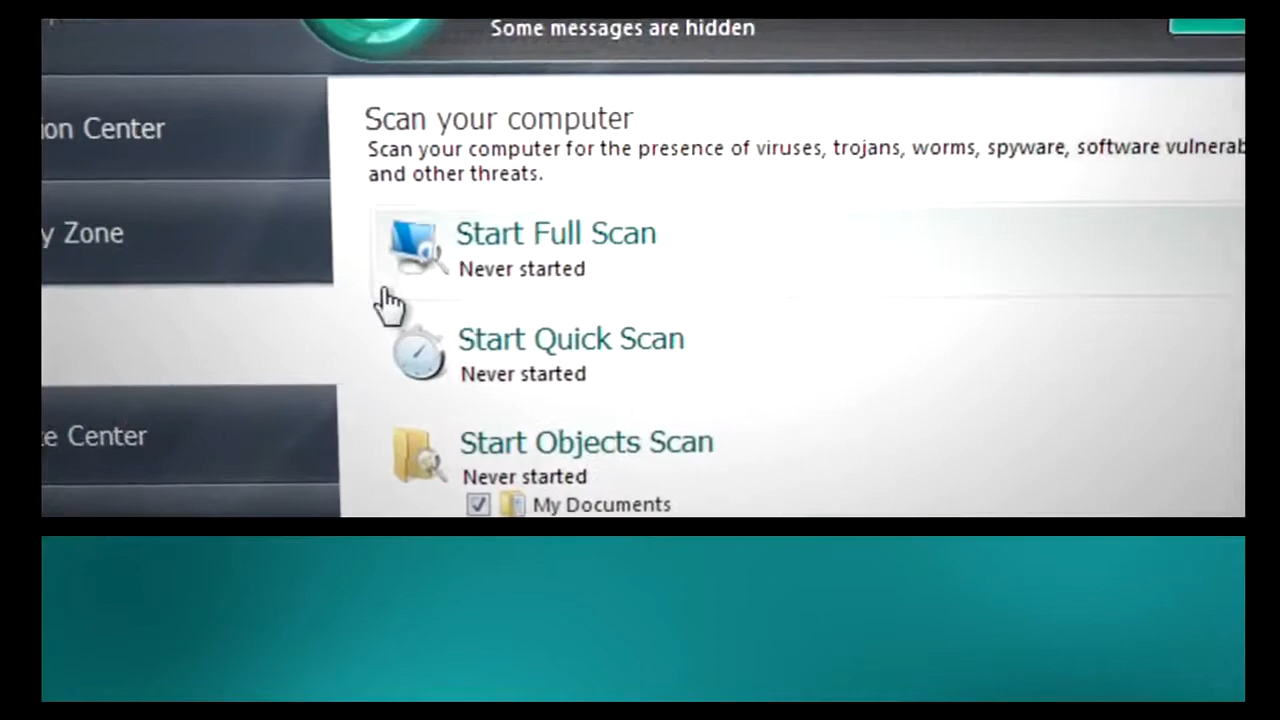 Some messages are hidden
ion Center
Scan your computer
Scan your computer for the presence of viruses, trojans, worms, spyware, software vulnerab
and other threats.
y Zone
Start Full Scan
Never started
Start Quick Scan
Never started
e Center
Start Objects Scan
Never started
My Documents